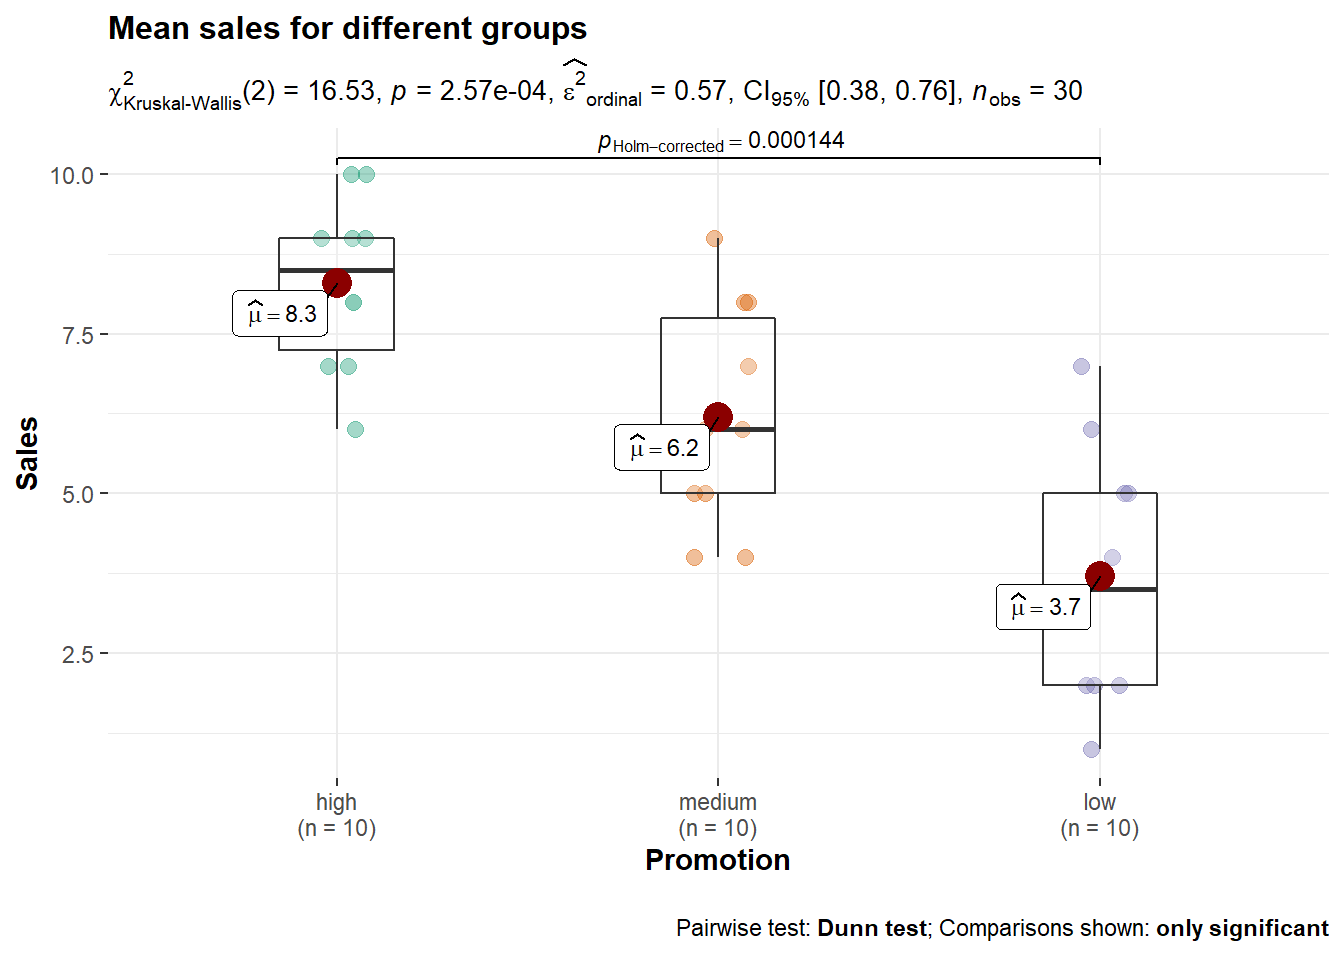 Mean sales for different groups
χ²Kruskal-Wallis(2) = 16.53, p = 2.57e-04, ε̂²ordinal = 0.57, CI95% [0.38, 0.76], nobs = 30
pHolm−corrected = 0.000144
10.0
7.5
5.0
2.5
Sales
μ̂ = 8.3
μ̂ = 6.2
μ̂ = 3.7
high
(n = 10)
medium
(n = 10)
low
(n = 10)
Promotion
Pairwise test: Dunn test; Comparisons shown: only significant